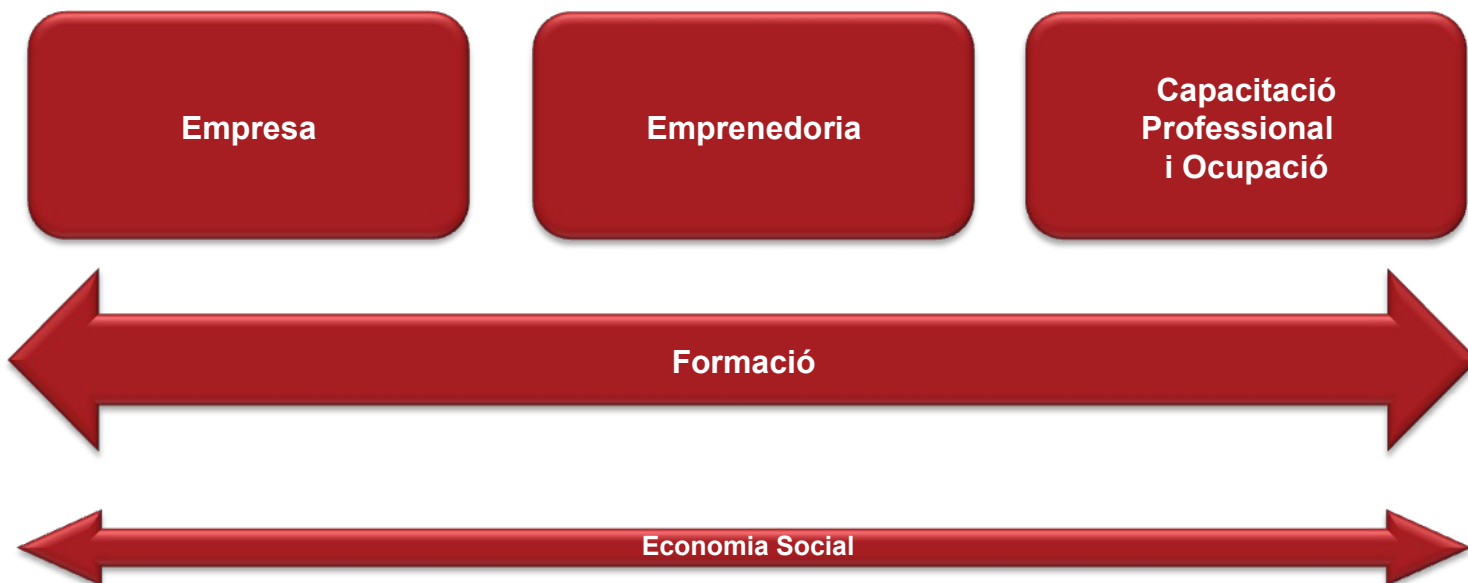 Empresa
Emprenedoria
Capacitació
Professional
i Ocupació
Formació
Economia Social